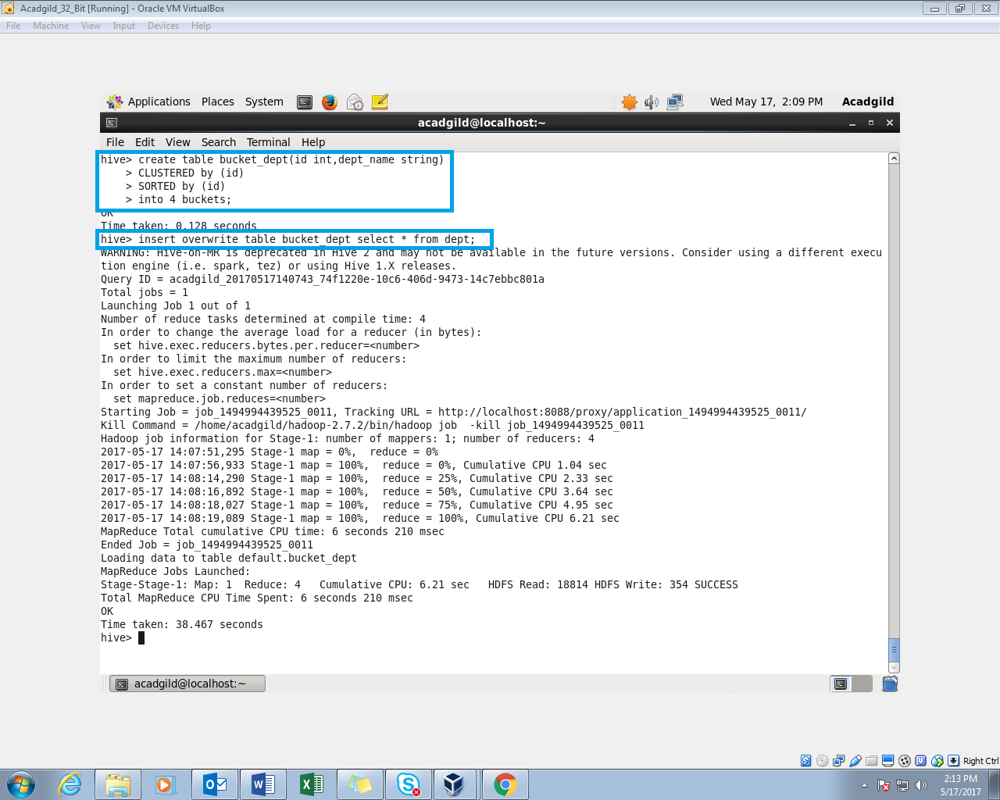 Acadgild_32_Bit [Running] - Oracle VM VirtualBox
File Machine View Input Devices Help
Applications Places System Wed May 17, 2:09 PM Acadgild
acadgild@localhost:~
File Edit View Search Terminal Help
hive> create table bucket_dept(id int,dept_name string)
    > CLUSTERED by (id)
    > SORTED by (id)
    > into 4 buckets;
OK
Time taken: 0.128 seconds
hive> insert overwrite table bucket_dept select * from dept;
WARNING: Hive-on-MR is deprecated in Hive 2 and may not be available in the future versions. Consider using a different execu
tion engine (i.e. spark, tez) or using Hive 1.X releases.
Query ID = acadgild_20170517140743_74f1220e-10c6-406d-9473-14c7ebbc801a
Total jobs = 1
Launching Job 1 out of 1
Number of reduce tasks determined at compile time: 4
In order to change the average load for a reducer (in bytes):
  set hive.exec.reducers.bytes.per.reducer=<number>
In order to limit the maximum number of reducers:
  set hive.exec.reducers.max=<number>
In order to set a constant number of reducers:
  set mapreduce.job.reduces=<number>
Starting Job = job_1494994439525_0011, Tracking URL = http://localhost:8088/proxy/application_1494994439525_0011/
Kill Command = /home/acadgild/hadoop-2.7.2/bin/hadoop job  -kill job_1494994439525_0011
Hadoop job information for Stage-1: number of mappers: 1; number of reducers: 4
2017-05-17 14:07:51,295 Stage-1 map = 0%,  reduce = 0%
2017-05-17 14:07:56,933 Stage-1 map = 100%,  reduce = 0%, Cumulative CPU 1.04 sec
2017-05-17 14:08:14,290 Stage-1 map = 100%,  reduce = 25%, Cumulative CPU 2.33 sec
2017-05-17 14:08:16,892 Stage-1 map = 100%,  reduce = 50%, Cumulative CPU 3.64 sec
2017-05-17 14:08:18,027 Stage-1 map = 100%,  reduce = 75%, Cumulative CPU 4.95 sec
2017-05-17 14:08:19,089 Stage-1 map = 100%,  reduce = 100%, Cumulative CPU 6.21 sec
MapReduce Total cumulative CPU time: 6 seconds 210 msec
Ended Job = job_1494994439525_0011
Loading data to table default.bucket_dept
MapReduce Jobs Launched:
Stage-Stage-1: Map: 1  Reduce: 4   Cumulative CPU: 6.21 sec   HDFS Read: 18814 HDFS Write: 354 SUCCESS
Total MapReduce CPU Time Spent: 6 seconds 210 msec
OK
Time taken: 38.467 seconds
hive>
acadgild@localhost:~
Right Ctrl
2:13 PM
5/17/2017